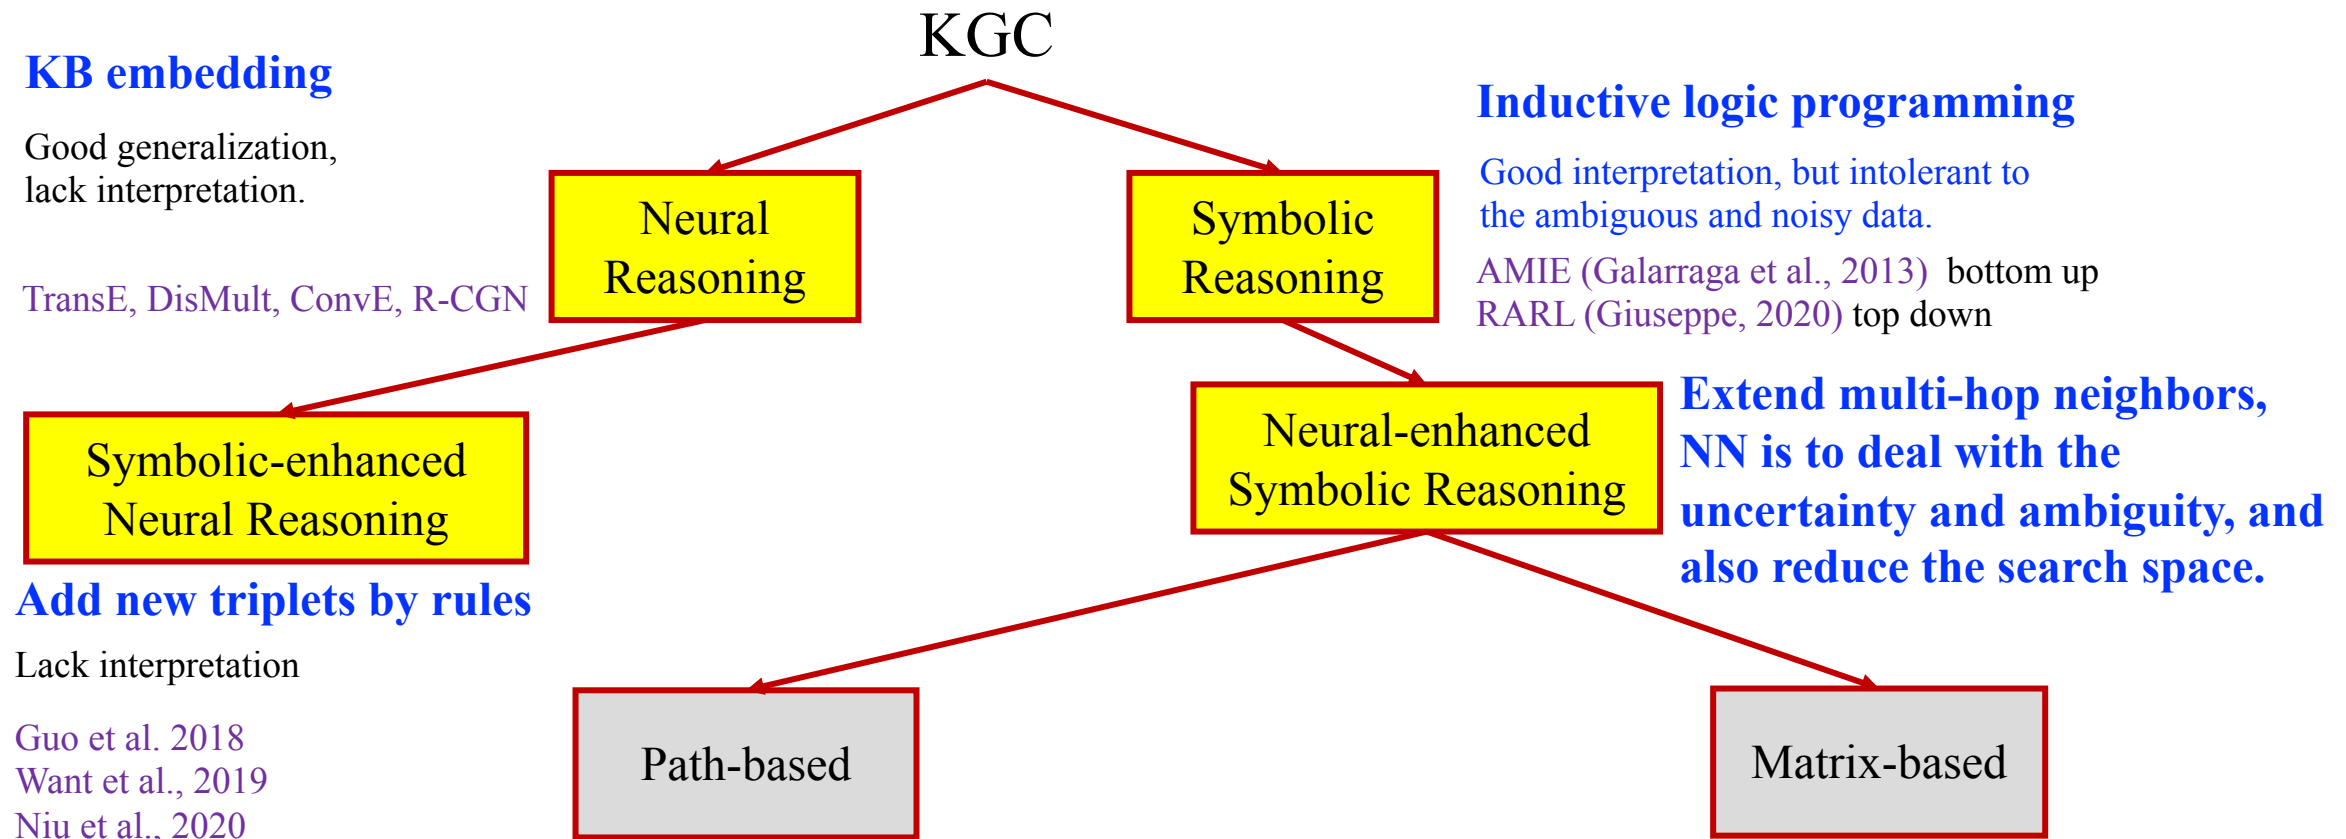 KGC
KB embedding
Good generalization,
lack interpretation.
TransE, DisMult, ConvE, R-CGN
Neural
Reasoning
Symbolic
Reasoning
Inductive logic programming
Good interpretation, but intolerant to
the ambiguous and noisy data.
AMIE (Galarraga et al., 2013)  bottom up
RARL (Giuseppe, 2020) top down
Symbolic-enhanced
Neural Reasoning
Add new triplets by rules
Lack interpretation
Guo et al. 2018
Want et al., 2019
Niu et al., 2020
Neural-enhanced
Symbolic Reasoning
Extend multi-hop neighbors,
NN is to deal with the
uncertainty and ambiguity, and
also reduce the search space.
Path-based
Matrix-based